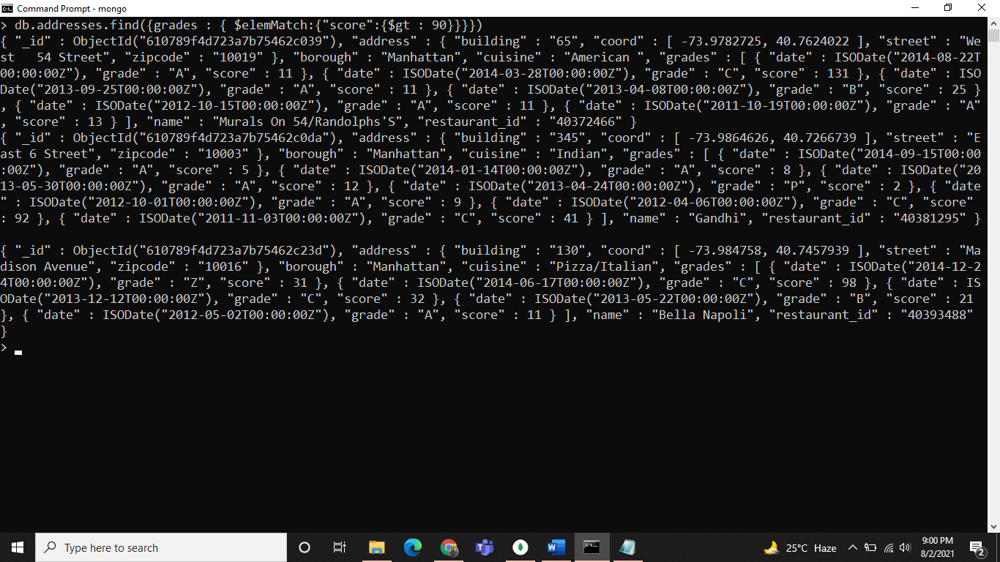 Command Prompt - mongo
> db.addresses.find({grades : { $elemMatch:{"score":{$gt : 90}}}})
{ "_id" : ObjectId("610789f4d723a7b75462c039"), "address" : { "building" : "65", "coord" : [ -73.9782725, 40.7624022 ], "street" : "We
st   54 Street", "zipcode" : "10019" }, "borough" : "Manhattan", "cuisine" : "American ", "grades" : [ { "date" : ISODate("2014-08-22T
00:00:00Z"), "grade" : "A", "score" : 11 }, { "date" : ISODate("2014-03-28T00:00:00Z"), "grade" : "C", "score" : 131 }, { "date" : ISO
Date("2013-09-25T00:00:00Z"), "grade" : "A", "score" : 11 }, { "date" : ISODate("2013-04-08T00:00:00Z"), "grade" : "B", "score" : 25 }
, { "date" : ISODate("2012-10-15T00:00:00Z"), "grade" : "A", "score" : 11 }, { "date" : ISODate("2011-10-19T00:00:00Z"), "grade" : "A"
, "score" : 13 } ], "name" : "Murals On 54/Randolphs'S", "restaurant_id" : "40372466" }
{ "_id" : ObjectId("610789f4d723a7b75462c0da"), "address" : { "building" : "345", "coord" : [ -73.9864626, 40.7266739 ], "street" : "E
ast 6 Street", "zipcode" : "10003" }, "borough" : "Manhattan", "cuisine" : "Indian", "grades" : [ { "date" : ISODate("2014-09-15T00:00
:00Z"), "grade" : "A", "score" : 5 }, { "date" : ISODate("2014-01-14T00:00:00Z"), "grade" : "A", "score" : 8 }, { "date" : ISODate("20
13-05-30T00:00:00Z"), "grade" : "A", "score" : 12 }, { "date" : ISODate("2013-04-24T00:00:00Z"), "grade" : "P", "score" : 2 }, { "date
" : ISODate("2012-10-01T00:00:00Z"), "grade" : "A", "score" : 9 }, { "date" : ISODate("2012-04-06T00:00:00Z"), "grade" : "C", "score"
: 92 }, { "date" : ISODate("2011-11-03T00:00:00Z"), "grade" : "C", "score" : 41 } ], "name" : "Gandhi", "restaurant_id" : "40381295" }
{ "_id" : ObjectId("610789f4d723a7b75462c23d"), "address" : { "building" : "130", "coord" : [ -73.984758, 40.7457939 ], "street" : "Ma
dison Avenue", "zipcode" : "10016" }, "borough" : "Manhattan", "cuisine" : "Pizza/Italian", "grades" : [ { "date" : ISODate("2014-12-2
4T00:00:00Z"), "grade" : "Z", "score" : 31 }, { "date" : ISODate("2014-06-17T00:00:00Z"), "grade" : "C", "score" : 98 }, { "date" : IS
ODate("2013-12-12T00:00:00Z"), "grade" : "C", "score" : 32 }, { "date" : ISODate("2013-05-22T00:00:00Z"), "grade" : "B", "score" : 21
}, { "date" : ISODate("2012-05-02T00:00:00Z"), "grade" : "A", "score" : 11 } ], "name" : "Bella Napoli", "restaurant_id" : "40393488"
}
>
Type here to search
25°C Haze
9:00 PM
8/2/2021
2